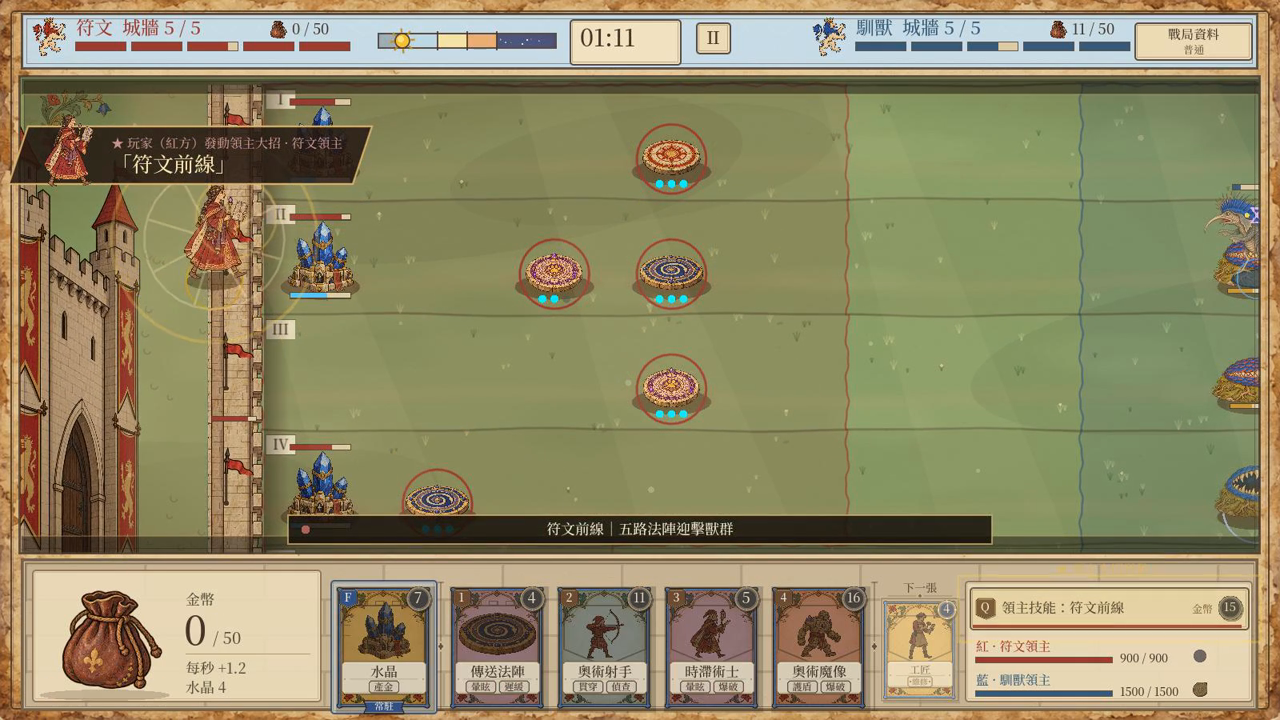 符文 城牆 5 / 5
0 / 50
01:11
II
馴獸 城牆 5 / 5
11 / 50
戰局資料
普通
I
★ 玩家（紅方）發動領主大招 · 符文領主
「符文前線」
II
III
IV
符文前線｜五路法陣迎擊獸群
金幣
0 / 50
每秒 +1.2
水晶 4
F
7
水晶
產金
常駐
1
4
傳送法陣
暈眩
遲緩
2
11
奧術射手
貫穿
偵查
3
5
時滯術士
暈眩
爆破
4
16
奧術魔像
護盾
爆破
下一張
4
工匠
維修
Q
領主技能：符文前線
金幣
15
紅 · 符文領主
900 / 900
藍 · 馴獸領主
1500 / 1500